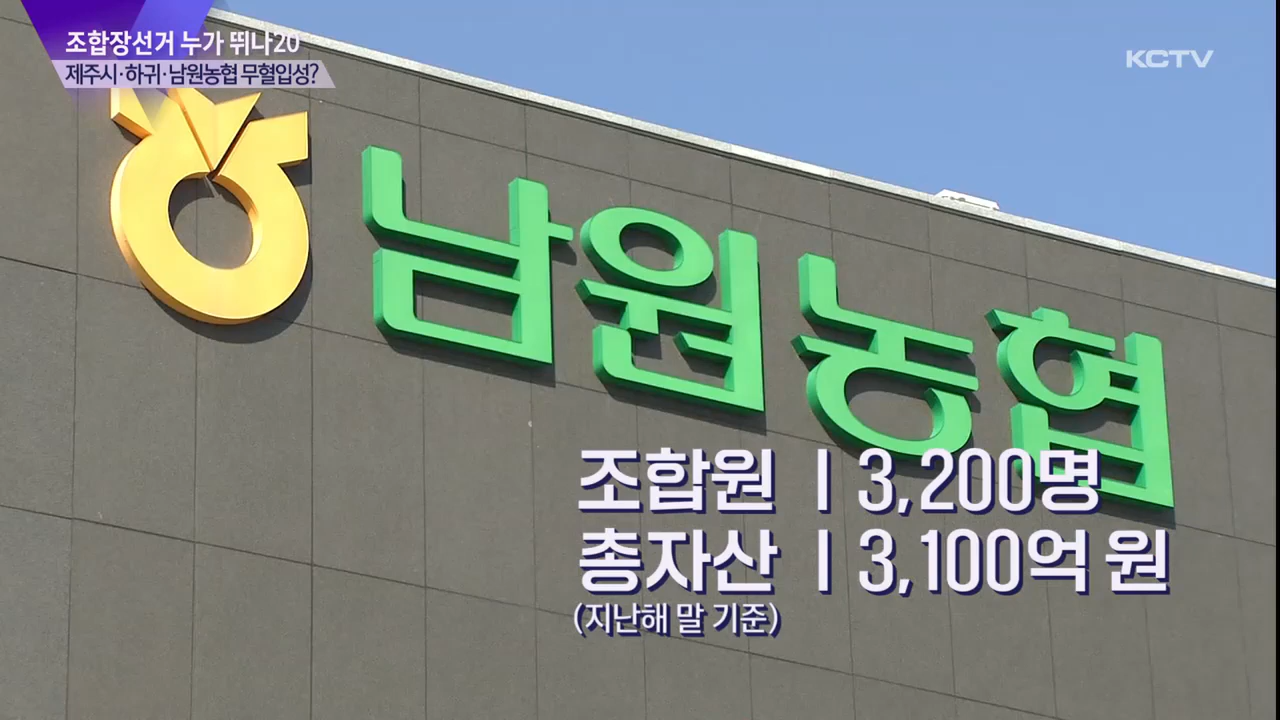 조합장선거 누가 뛰나20
제주시·하귀·남원농협 무혈입성?
KCTV
남원농협
조합원 | 3,200명
총자산 | 3,100억 원
(지난해 말 기준)